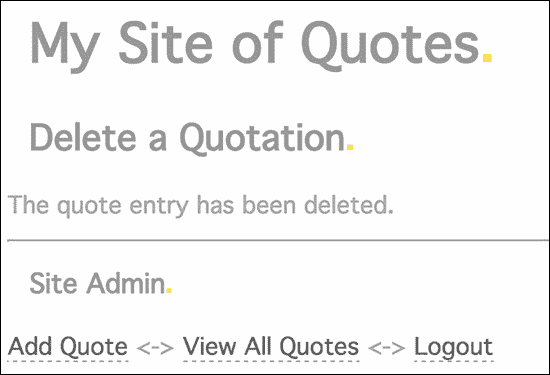 My Site of Quotes.
Delete a Quotation.
The quote entry has been deleted.
Site Admin.
Add Quote <-> View All Quotes <-> Logout